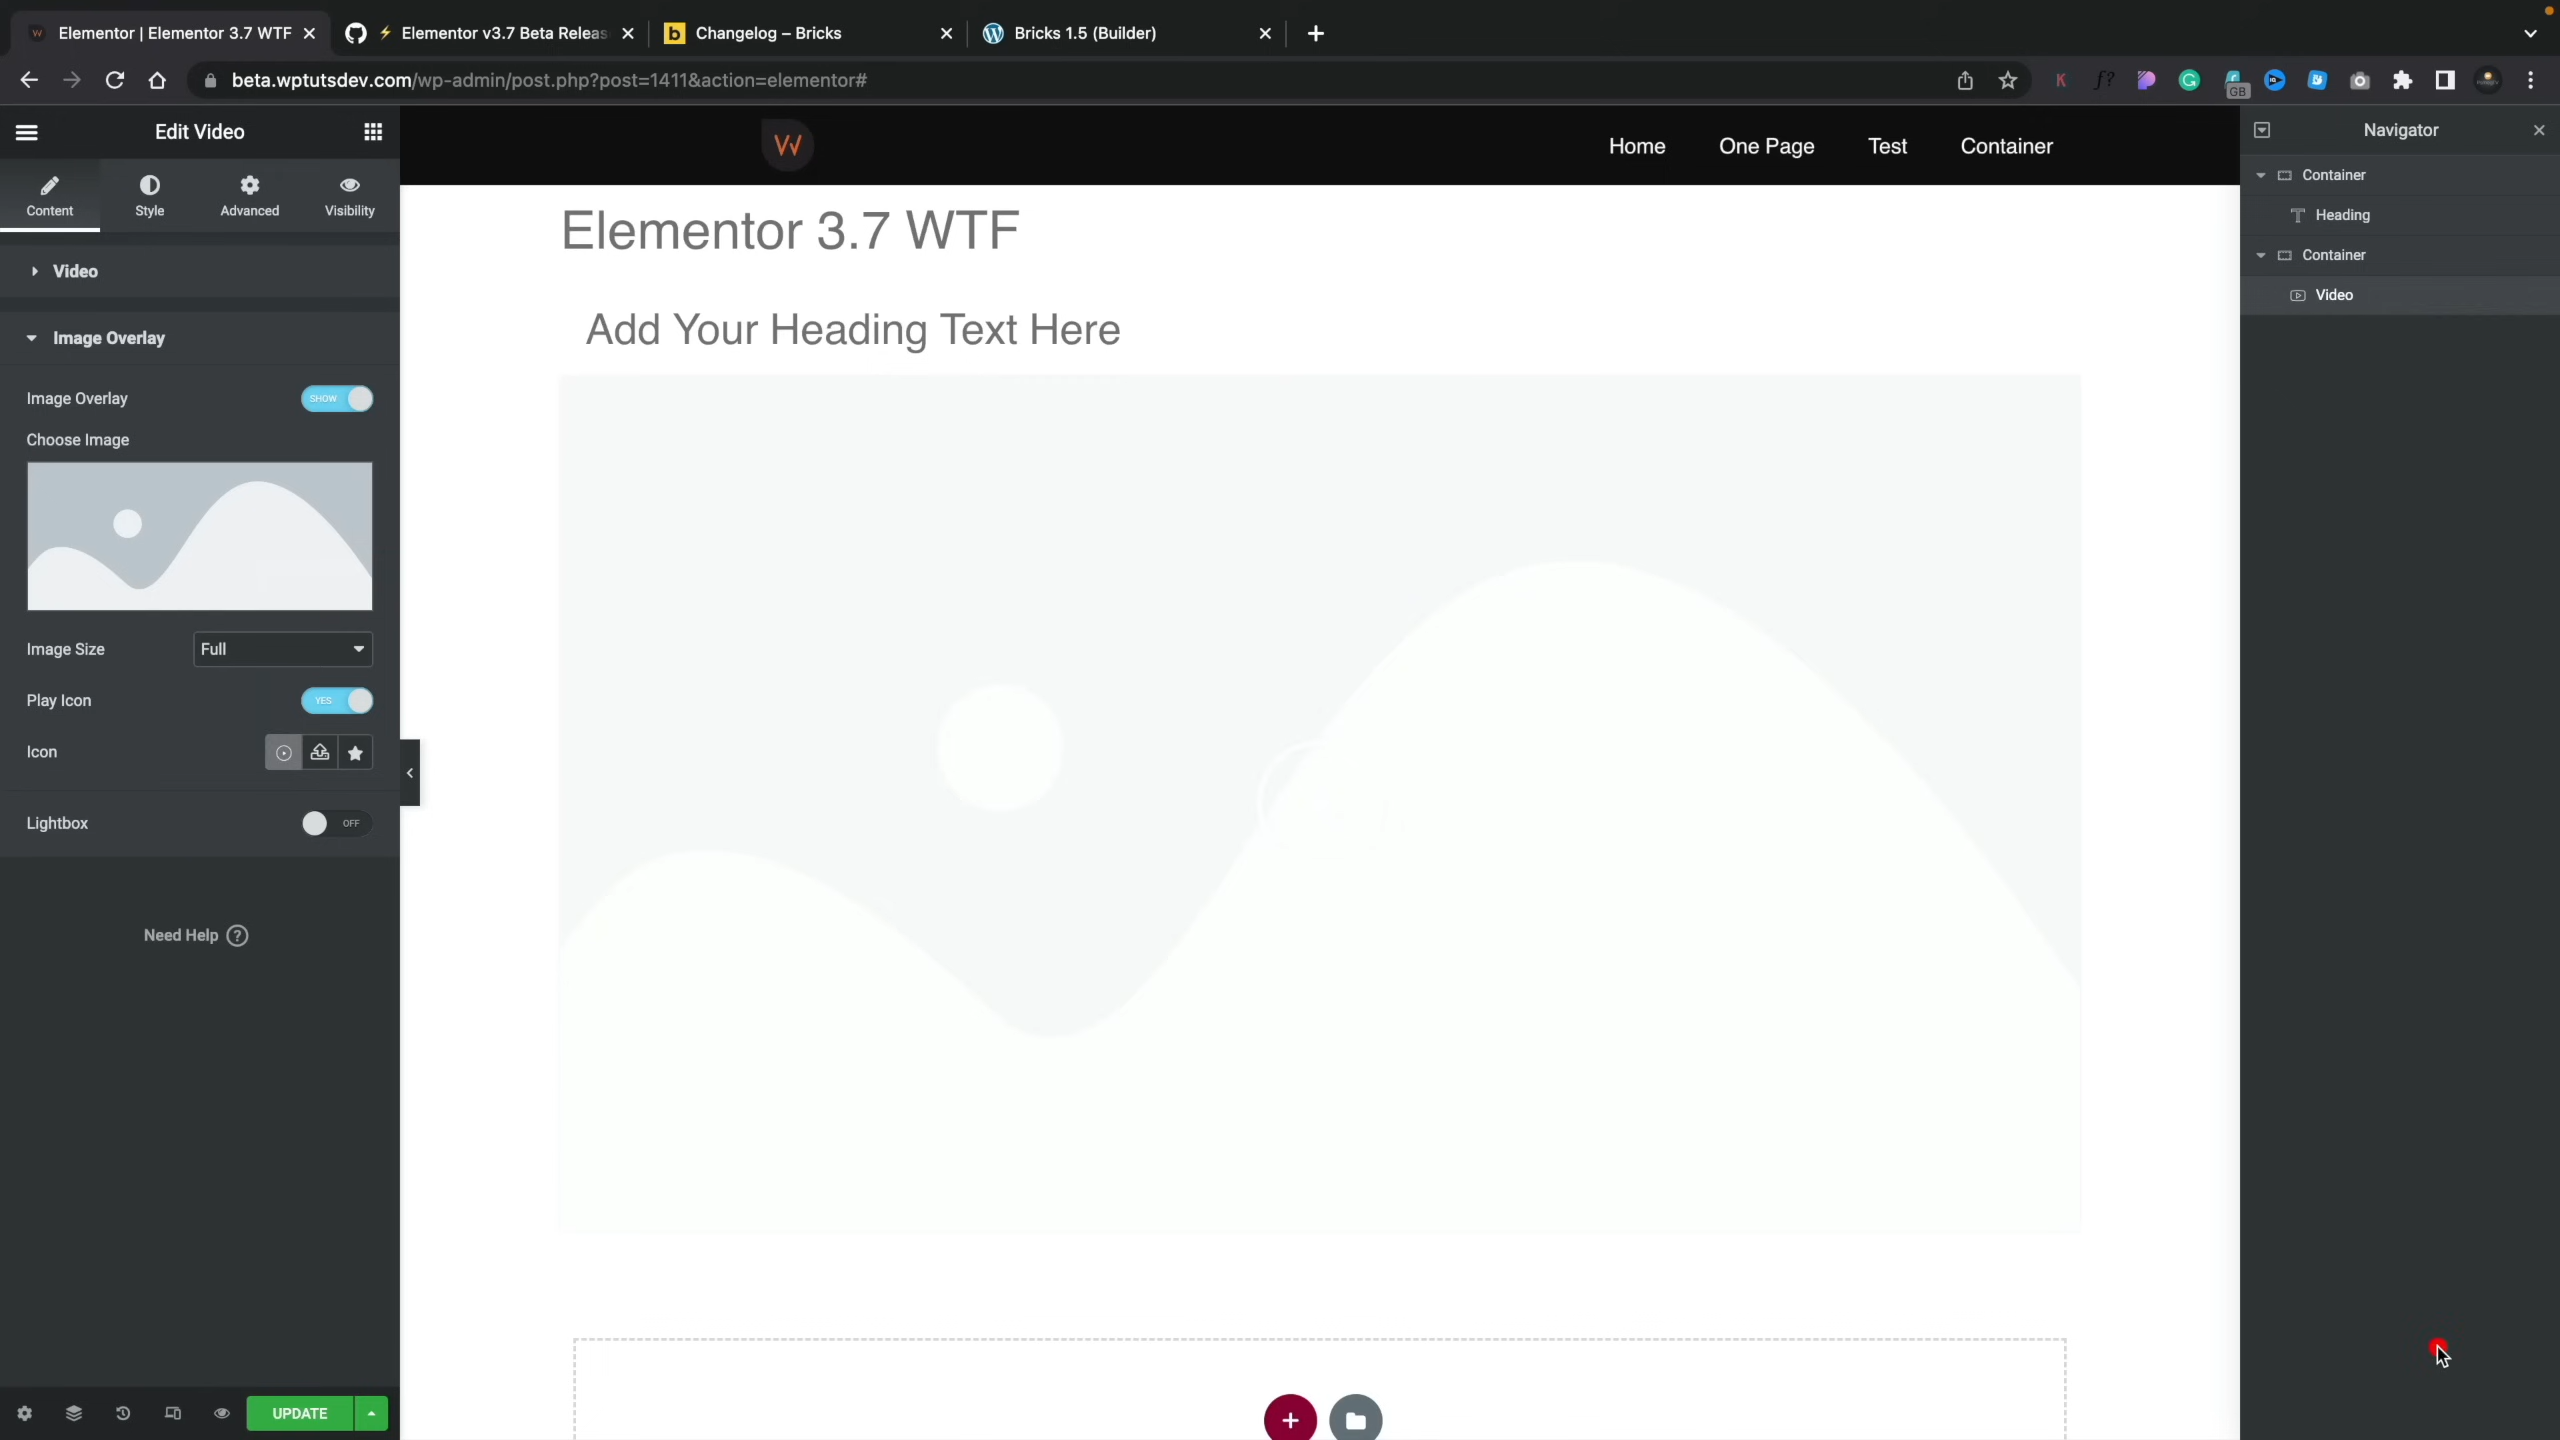 Elementor | Elementor 3.7 WTF
Elementor v3.7 Beta Releas
Changelog – Bricks
Bricks 1.5 (Builder)
beta.wptutsdev.com/wp-admin/post.php?post=1411&action=elementor#
GB
Edit Video
Content
Style
Advanced
Visibility
Video
Image Overlay
Image Overlay
SHOW
Choose Image
Image Size
Full
Play Icon
YES
Icon
Lightbox
OFF
Need Help ?
UPDATE
Home
One Page
Test
Container
Elementor 3.7 WTF
Add Your Heading Text Here
Navigator
Container
Heading
Container
Video